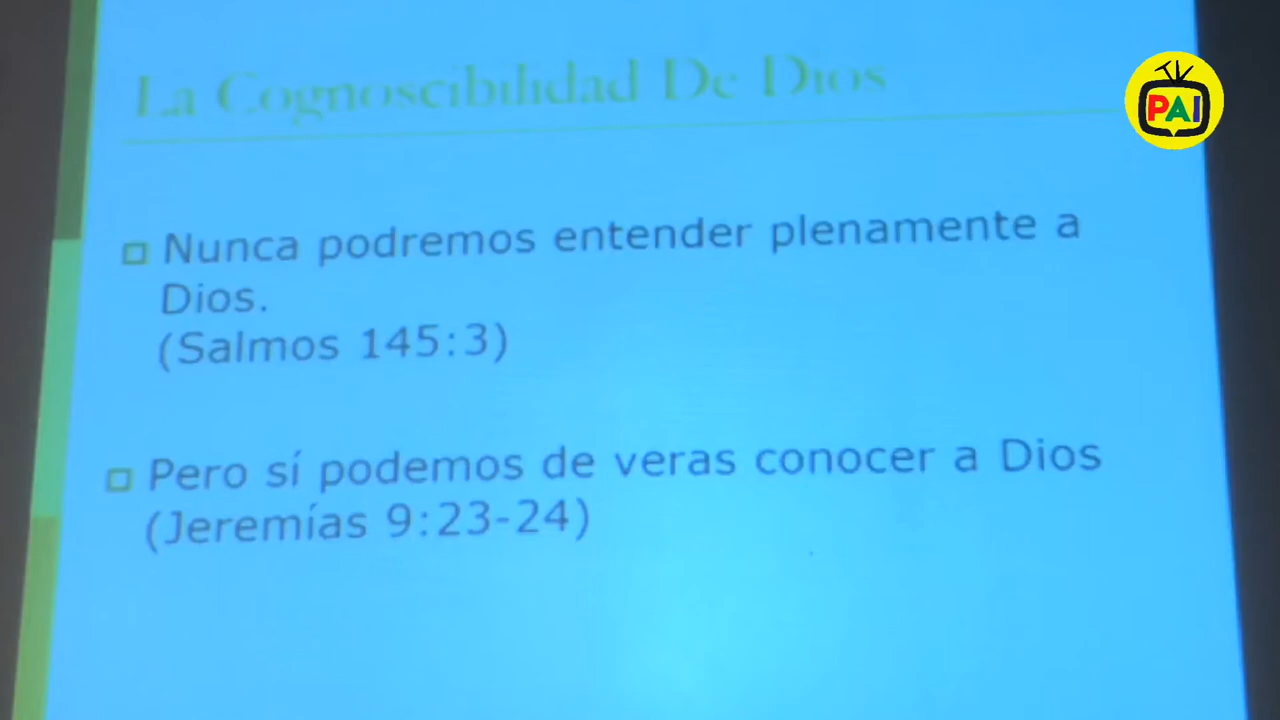 La Cognoscibilidad De Dios
TV
PAI
Nunca podremos entender plenamente a
Dios.
(Salmos 145:3)
Pero sí podemos de veras conocer a Dios
(Jeremías 9:23-24)